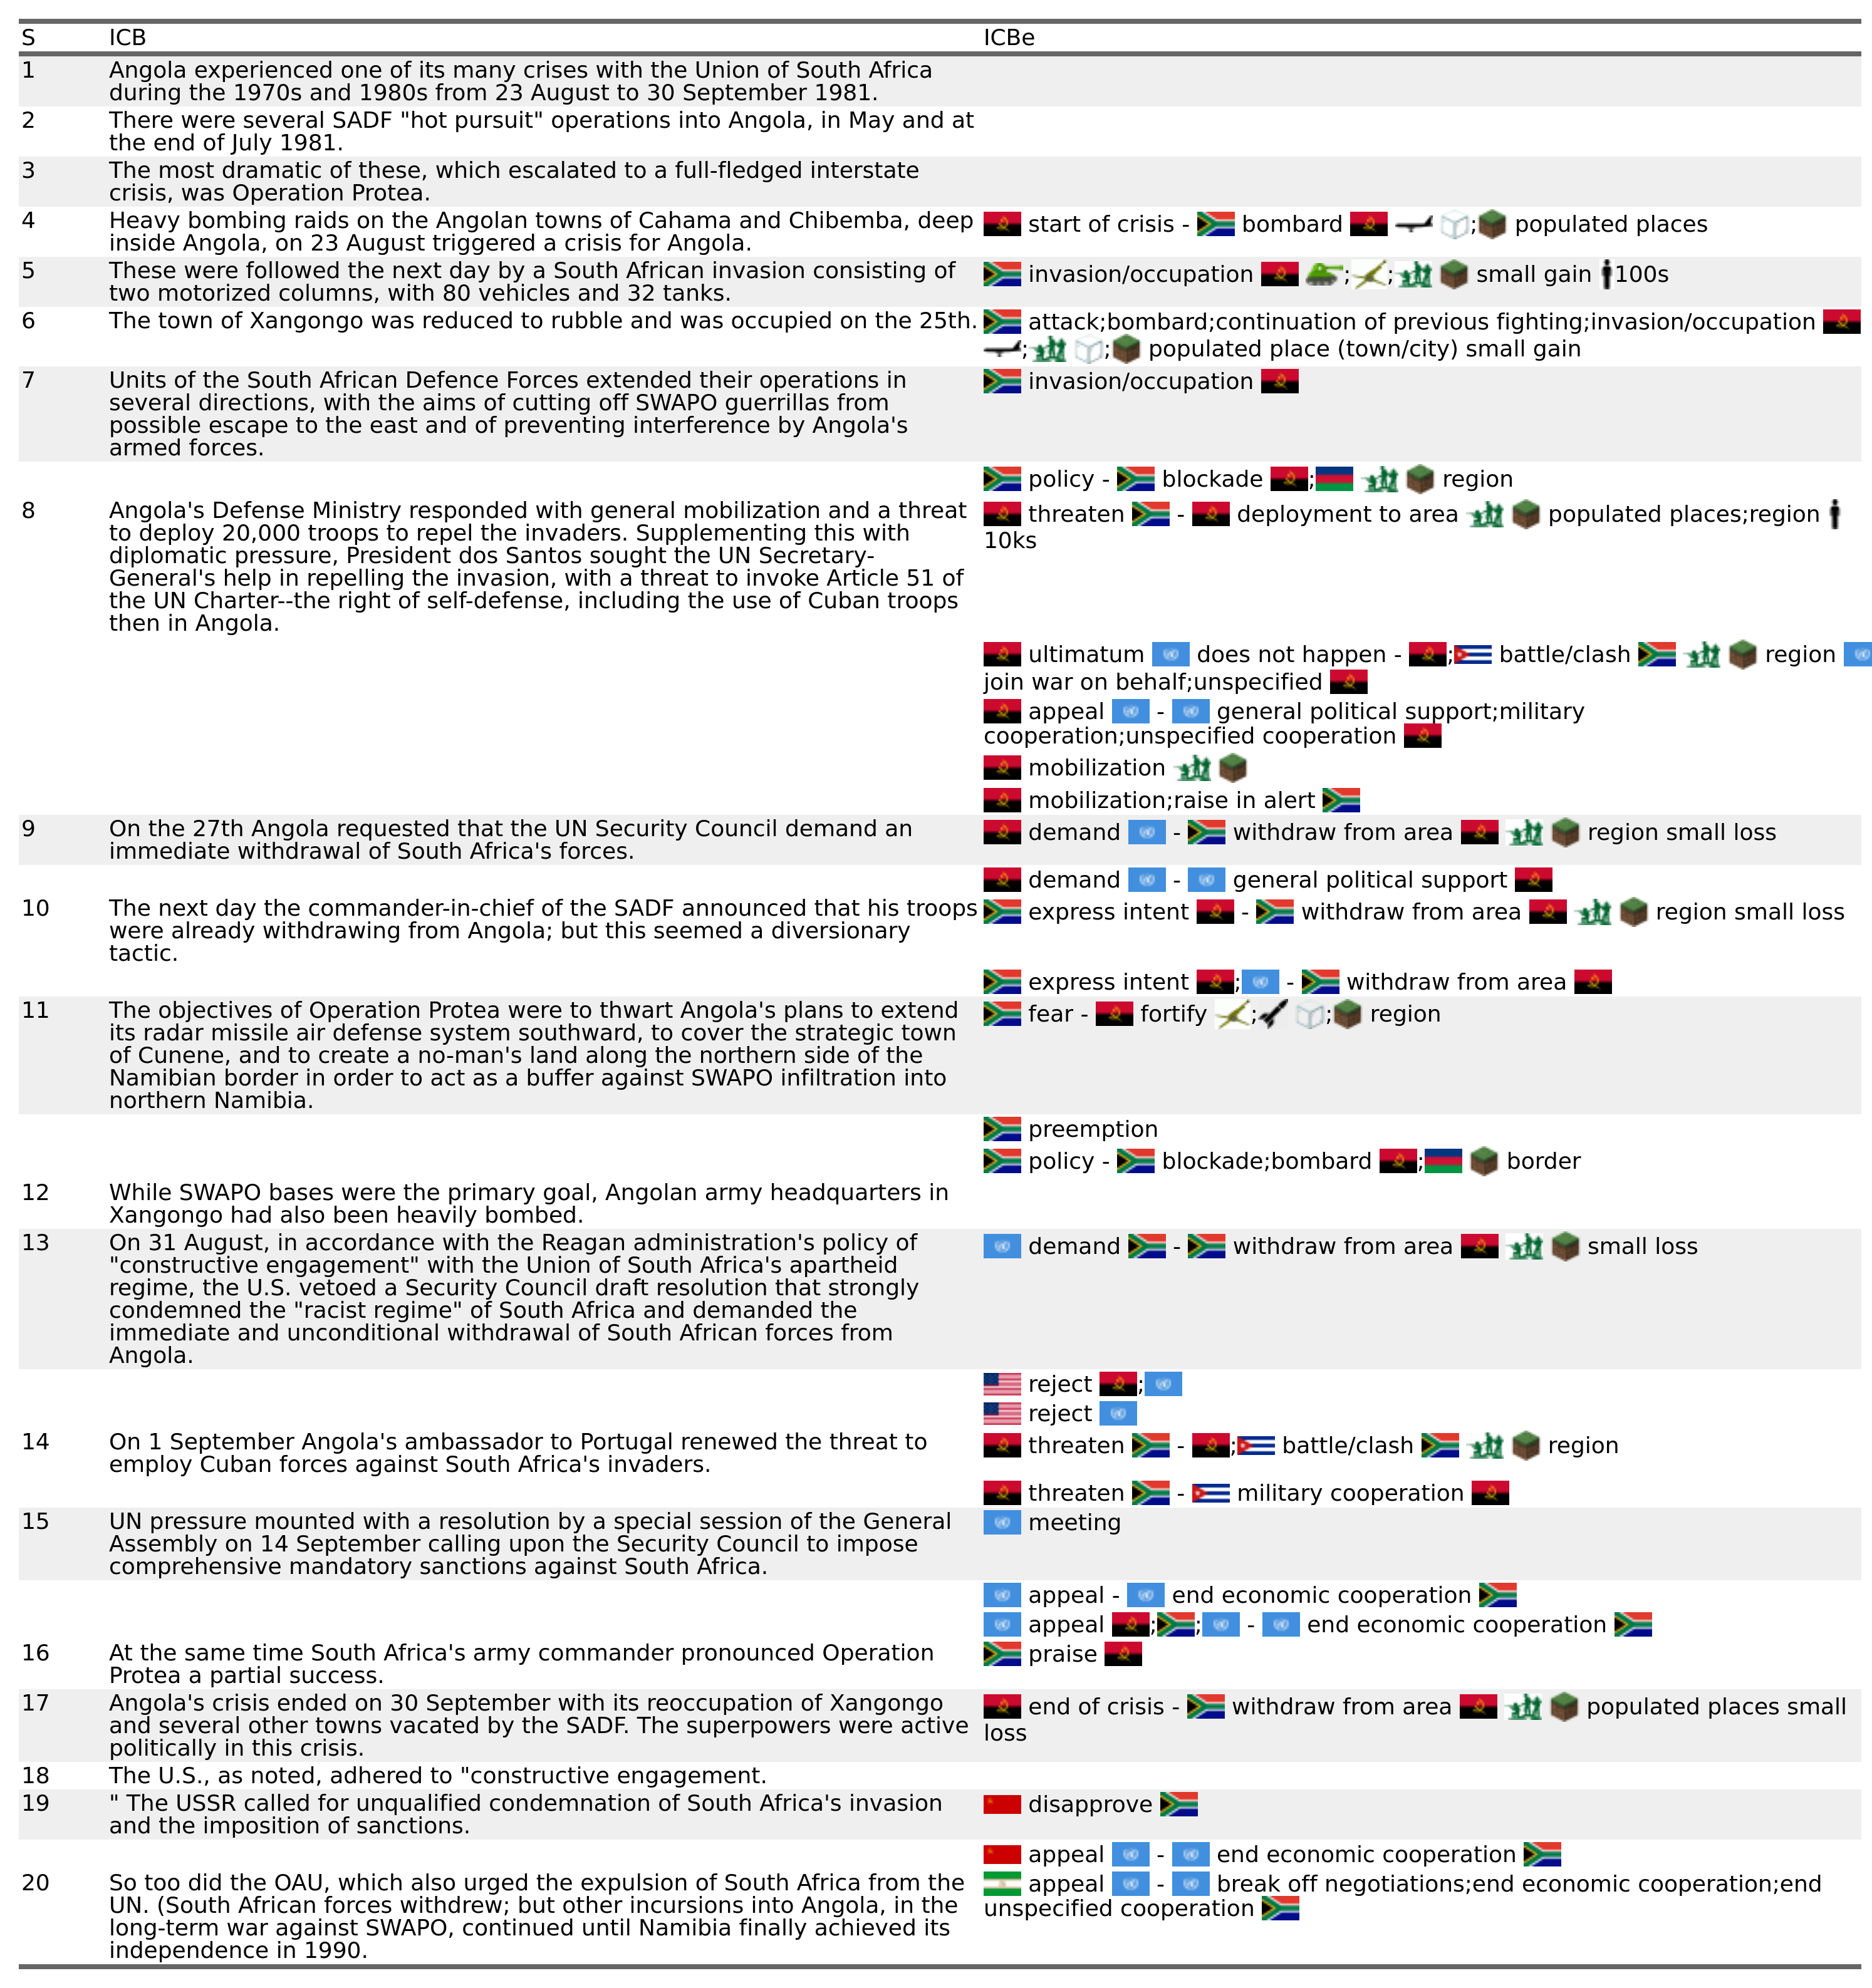 S ICB ICBe
1 Angola experienced one of its many crises with the Union of South Africa
during the 1970s and 1980s from 23 August to 30 September 1981.
2 There were several SADF "hot pursuit" operations into Angola, in May and at
the end of July 1981.
3 The most dramatic of these, which escalated to a full-fledged interstate
crisis, was Operation Protea.
4 Heavy bombing raids on the Angolan towns of Cahama and Chibemba, deep
inside Angola, on 23 August triggered a crisis for Angola.
start of crisis - bombard ; populated places
5 These were followed the next day by a South African invasion consisting of
two motorized columns, with 80 vehicles and 32 tanks.
invasion/occupation ; ; small gain 100s
6 The town of Xangongo was reduced to rubble and was occupied on the 25th.
attack;bombard;continuation of previous fighting;invasion/occupation
; ; populated place (town/city) small gain
7 Units of the South African Defence Forces extended their operations in
several directions, with the aims of cutting off SWAPO guerrillas from
possible escape to the east and of preventing interference by Angola's
armed forces.
invasion/occupation
policy - blockade ; region
8 Angola's Defense Ministry responded with general mobilization and a threat
to deploy 20,000 troops to repel the invaders. Supplementing this with
diplomatic pressure, President dos Santos sought the UN Secretary-
General's help in repelling the invasion, with a threat to invoke Article 51 of
the UN Charter--the right of self-defense, including the use of Cuban troops
then in Angola.
threaten - deployment to area populated places;region
10ks
ultimatum does not happen - ; battle/clash region
join war on behalf;unspecified
appeal - general political support;military
cooperation;unspecified cooperation
mobilization
mobilization;raise in alert
9 On the 27th Angola requested that the UN Security Council demand an
immediate withdrawal of South Africa's forces.
demand - withdraw from area region small loss
demand - general political support
10 The next day the commander-in-chief of the SADF announced that his troops
were already withdrawing from Angola; but this seemed a diversionary
tactic.
express intent - withdraw from area region small loss
express intent ; - withdraw from area
11 The objectives of Operation Protea were to thwart Angola's plans to extend
its radar missile air defense system southward, to cover the strategic town
of Cunene, and to create a no-man's land along the northern side of the
Namibian border in order to act as a buffer against SWAPO infiltration into
northern Namibia.
fear - fortify ; ; region
preemption
policy - blockade;bombard ; border
12 While SWAPO bases were the primary goal, Angolan army headquarters in
Xangongo had also been heavily bombed.
13 On 31 August, in accordance with the Reagan administration's policy of
"constructive engagement" with the Union of South Africa's apartheid
regime, the U.S. vetoed a Security Council draft resolution that strongly
condemned the "racist regime" of South Africa and demanded the
immediate and unconditional withdrawal of South African forces from
Angola.
demand - withdraw from area small loss
reject ;
reject
14 On 1 September Angola's ambassador to Portugal renewed the threat to
employ Cuban forces against South Africa's invaders.
threaten - ; battle/clash region
threaten - military cooperation
15 UN pressure mounted with a resolution by a special session of the General
Assembly on 14 September calling upon the Security Council to impose
comprehensive mandatory sanctions against South Africa.
meeting
appeal - end economic cooperation
appeal ; ; - end economic cooperation
16 At the same time South Africa's army commander pronounced Operation
Protea a partial success.
praise
17 Angola's crisis ended on 30 September with its reoccupation of Xangongo
and several other towns vacated by the SADF. The superpowers were active
politically in this crisis.
end of crisis - withdraw from area populated places small
loss
18 The U.S., as noted, adhered to "constructive engagement.
19 " The USSR called for unqualified condemnation of South Africa's invasion
and the imposition of sanctions.
disapprove
appeal - end economic cooperation
20 So too did the OAU, which also urged the expulsion of South Africa from the
UN. (South African forces withdrew; but other incursions into Angola, in the
long-term war against SWAPO, continued until Namibia finally achieved its
independence in 1990.
appeal - break off negotiations;end economic cooperation;end
unspecified cooperation